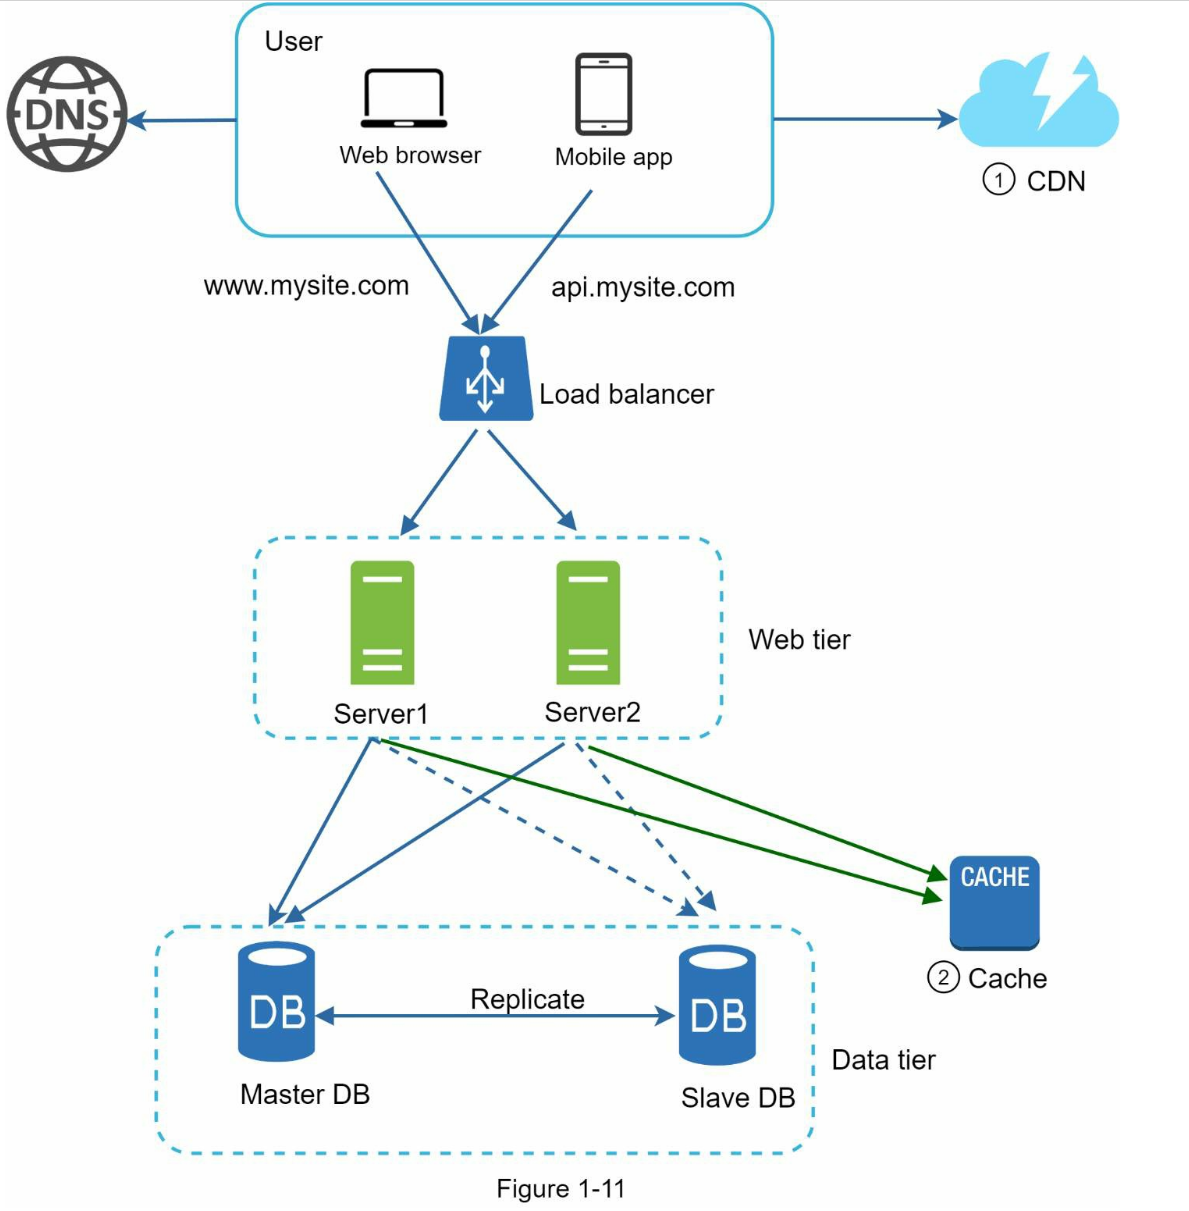 User
DNS
Web browser
Mobile app
1 CDN
www.mysite.com
api.mysite.com
Load balancer
Web tier
Server1
Server2
CACHE
2 Cache
DB
Replicate
DB
Data tier
Master DB
Slave DB
Figure 1-11